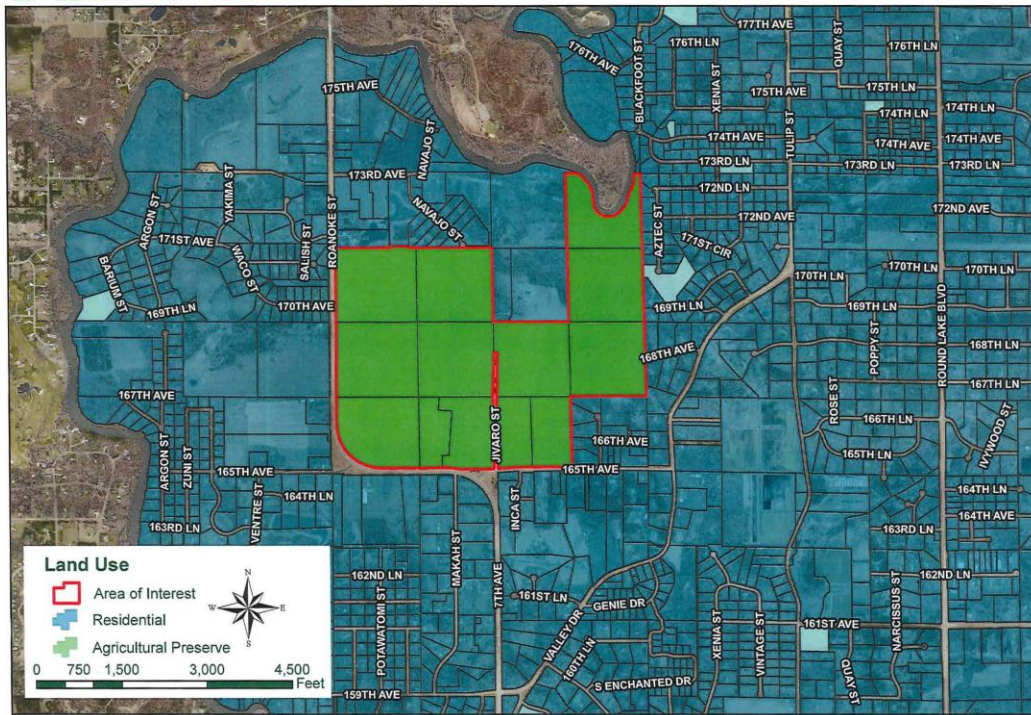 177TH AVE
176TH AVE
BLACKFOOT ST
176TH LN
XENIA ST
QUAY ST
176TH LN
175TH AVE
NAVAJO ST
175TH AVE
TULIP ST
175TH LN
174TH LN
174TH LN
174TH AVE
174TH AVE
174TH AVE
173RD AVE
173RD LN
173RD LN
173RD LN
YAKIMA ST
ARGON ST
SALISH ST
ROANOKE ST
NAVAJO ST
172ND LN
AZTEC ST
172ND AVE
172ND AVE
171ST AVE
WACO ST
171ST CIR
BARIUM ST
169TH LN
170TH AVE
169TH LN
170TH LN
170TH LN
170TH LN
169TH LN
169TH LN
ROUND LAKE BLVD
POPPY ST
168TH AVE
168TH LN
167TH AVE
167TH LN
ARGON ST
ZUNI ST
JIVARO ST
166TH AVE
ROSE ST
166TH LN
165TH LN
IVYWOOD ST
165TH AVE
165TH AVE
VENTRE ST
164TH LN
INCA ST
164TH LN
164TH AVE
163RD LN
163RD LN
MAKAH ST
7TH AVE
162ND LN
161ST LN
POTAWATOMI ST
VALLEY DR
GENIE DR
160TH LN
XENIA ST
VINTAGE ST
161ST AVE
162ND LN
NARCISSUS ST
QUAY ST
159TH AVE
S ENCHANTED DR
Land Use
Area of Interest
Residential
Agricultural Preserve
N
W E
S
0 750 1,500 3,000 4,500
Feet